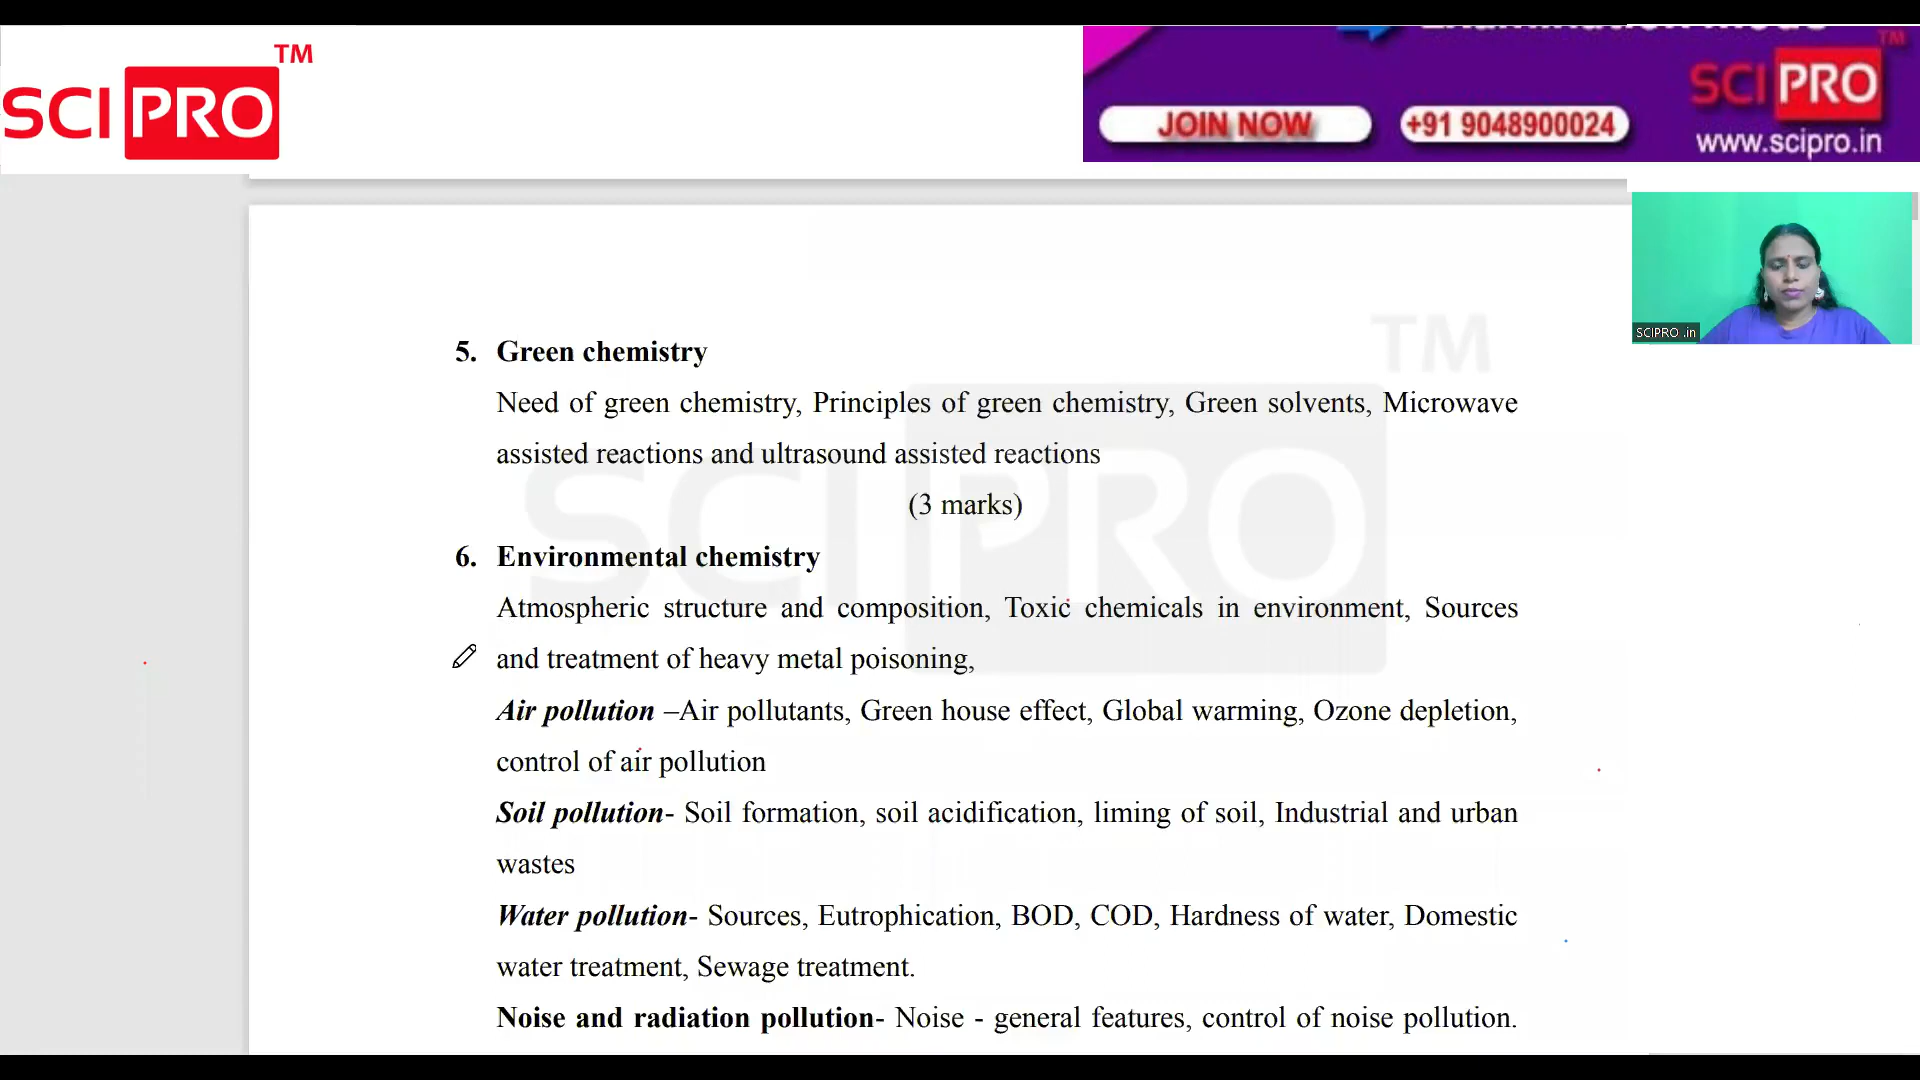 TM
SCI PRO
JOIN NOW
+91 9048900024
TM
SCI PRO
www.scipro.in
SCIPRO .in
TM
SCI PRO
5. Green chemistry
Need of green chemistry, Principles of green chemistry, Green solvents, Microwave
assisted reactions and ultrasound assisted reactions
(3 marks)
6. Environmental chemistry
Atmospheric structure and composition, Toxic chemicals in environment, Sources
and treatment of heavy metal poisoning,
Air pollution –Air pollutants, Green house effect, Global warming, Ozone depletion,
control of air pollution
Soil pollution- Soil formation, soil acidification, liming of soil, Industrial and urban
wastes
Water pollution- Sources, Eutrophication, BOD, COD, Hardness of water, Domestic
water treatment, Sewage treatment.
Noise and radiation pollution- Noise - general features, control of noise pollution.